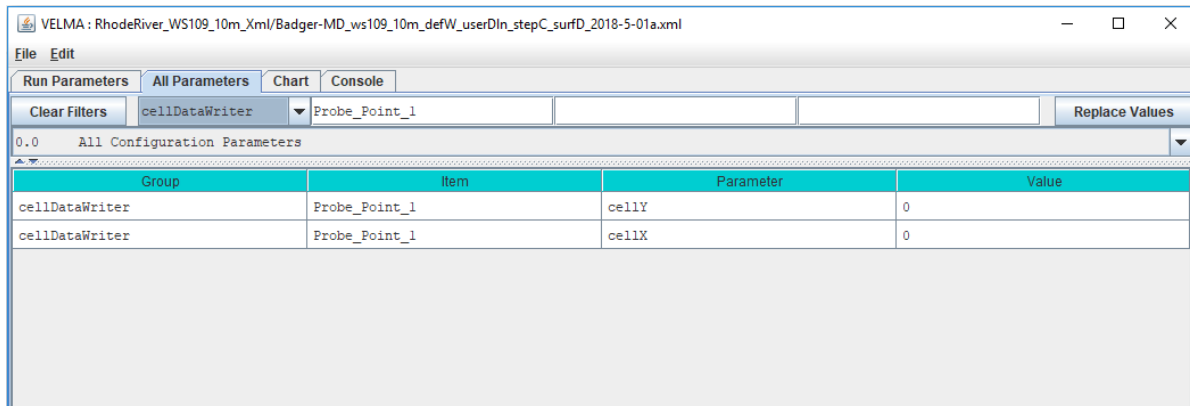 VELMA : RhodeRiver_WS109_10m_Xml/Badger-MD_ws109_10m_defW_userDIn_stepC_surfD_2018-5-01a.xml
File Edit
Run Parameters All Parameters Chart Console
Clear Filters cellDataWriter Probe_Point_1 Replace Values
0.0 All Configuration Parameters
Group Item Parameter Value
cellDataWriter Probe_Point_1 cellY 0
cellDataWriter Probe_Point_1 cellX 0